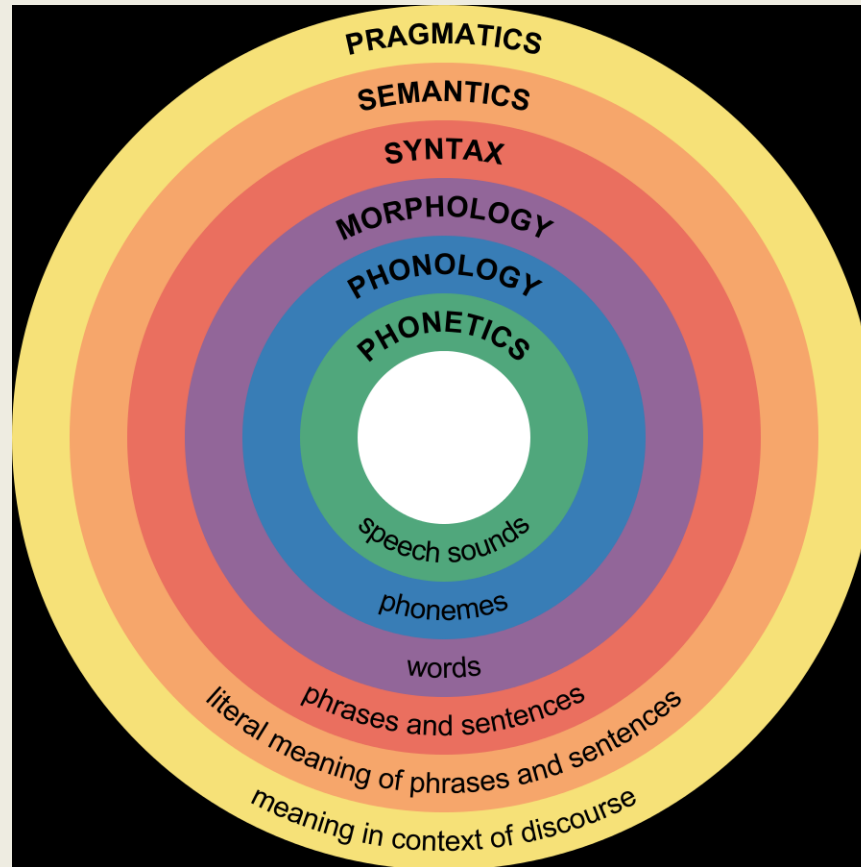 PRAGMATICS
SEMANTICS
SYNTAX
MORPHOLOGY
PHONOLOGY
PHONETICS
speech sounds
phonemes
words
phrases and sentences
literal meaning of phrases and sentences
meaning in context of discourse